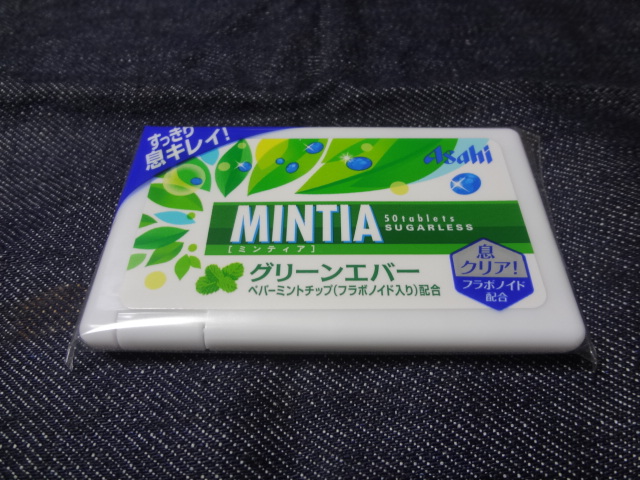 すっきり
息キレイ!
Asahi
MINTIA
50tablets
SUGARLESS
[ミンティア]
グリーンエバー
ペパーミントチップ(フラボノイド入り)配合
息
クリア!
フラボノイド
配合